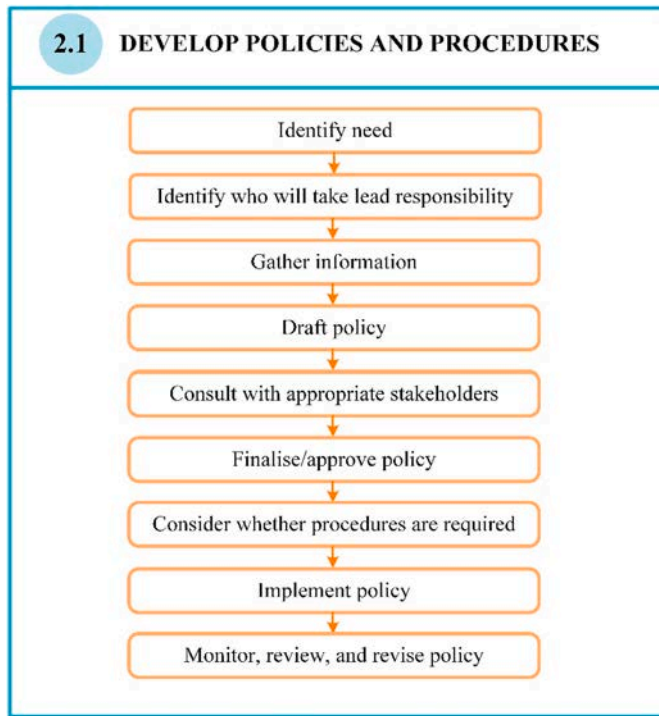 2.1 DEVELOP POLICIES AND PROCEDURES
Identify need
Identify who will take lead responsibility
Gather information
Draft policy
Consult with appropriate stakeholders
Finalise/approve policy
Consider whether procedures are required
Implement policy
Monitor, review, and revise policy